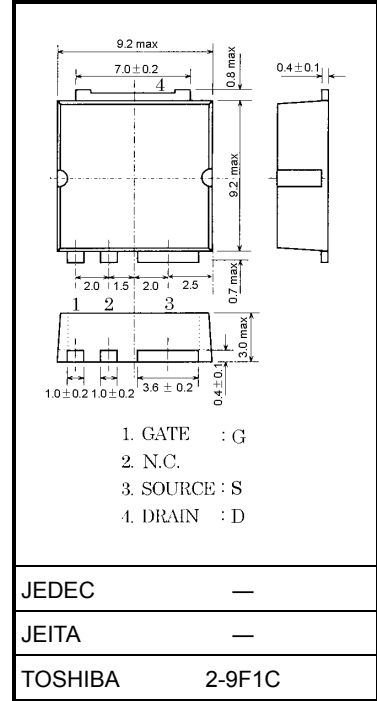 9.2 max
7.0±0.2
4
0.8 max
0.4±0.1
9.2 max
2.0 1.5 2.0 2.5
0.7 max
1 2 3
3.0 max
1.0±0.2 1.0±0.2 3.6 ± 0.2
0.4±0.1
1. GATE : G
2. N.C.
3. SOURCE : S
4. DRAIN : D
JEDEC —
JEITA —
TOSHIBA 2-9F1C